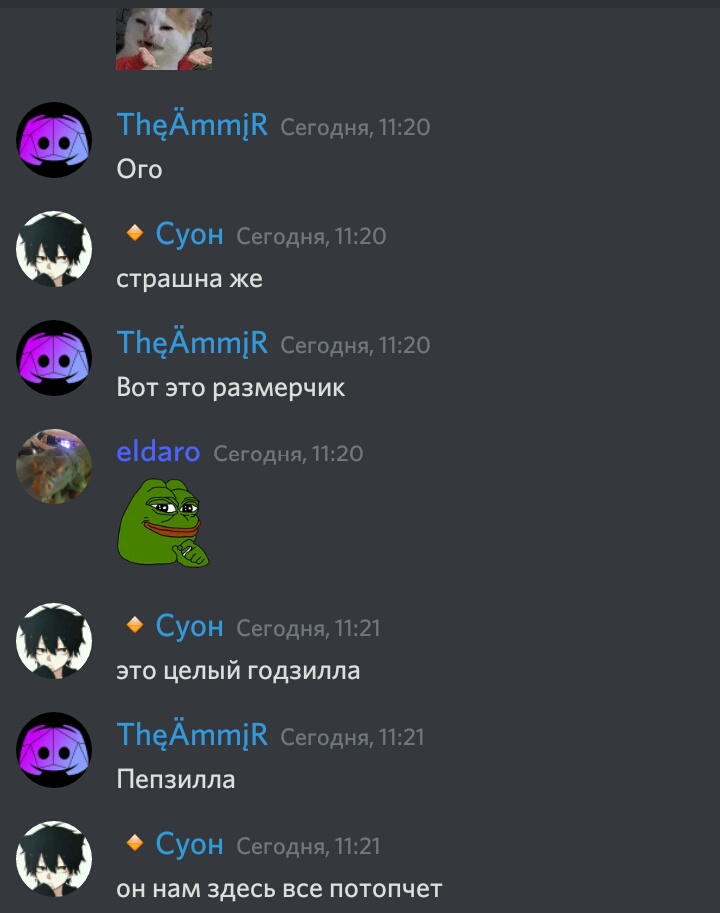 ThęÄmmįR Сегодня, 11:20
Ого
Суон Сегодня, 11:20
страшна же
ThęÄmmįR Сегодня, 11:20
Вот это размерчик
eldaro Сегодня, 11:20
Суон Сегодня, 11:21
это целый годзилла
ThęÄmmįR Сегодня, 11:21
Пепзилла
Суон Сегодня, 11:21
он нам здесь все потопчет